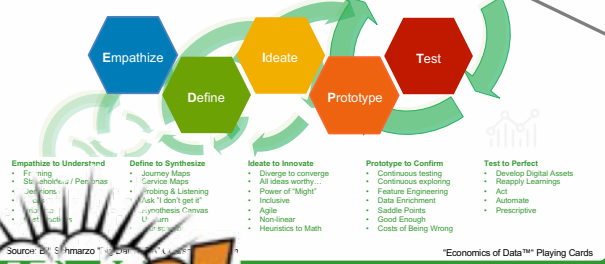 Empathize
Define
Ideate
Prototype
Test
Empathize to Understand
Stakeholders / Personas
Define to Synthesize
Journey Maps
Service Maps
Probing & Listening
Ask "I don't get it"
Synthesis Canvas
Ideate to Innovate
Diverge to converge
All ideas worthy…
Power of "Might"
Inclusive
Agile
Non-linear
Heuristics to Math
Prototype to Confirm
Continuous testing
Continuous exploring
Feature Engineering
Data Enrichment
Saddle Points
Good Enough
Costs of Being Wrong
Test to Perfect
Develop Digital Assets
Reapply Learnings
Act
Automate
Prescriptive
Source: Schmarzo
"Economics of Data™" Playing Cards